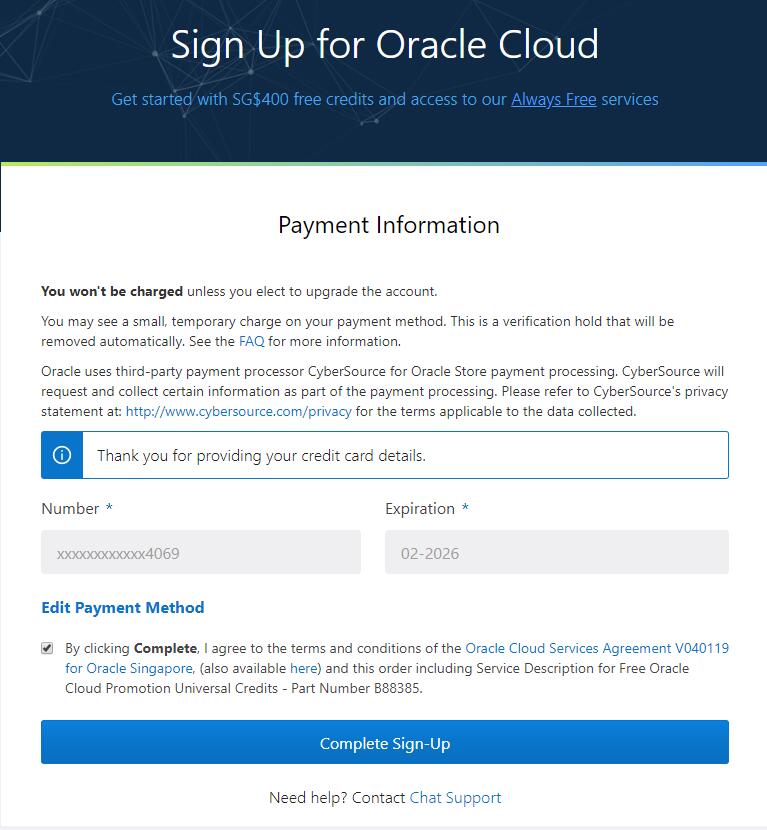 Sign Up for Oracle Cloud
Get started with SG$400 free credits and access to our Always Free services
Payment Information
You won't be charged unless you elect to upgrade the account.
You may see a small, temporary charge on your payment method. This is a verification hold that will
be removed automatically. See the FAQ for more information.
Oracle uses third-party payment processor CyberSource for Oracle Store payment processing. CyberSource will
request and collect certain information as part of the payment processing. Please refer to CyberSource's privacy
statement at: http://www.cybersource.com/privacy for the terms applicable to the data collected.
Thank you for providing your credit card details.
Number *
Expiration *
xxxxxxxxxxxx4069
02-2026
Edit Payment Method
By clicking Complete, I agree to the terms and conditions of the Oracle Cloud Services Agreement V040119
for Oracle Singapore, (also available here) and this order including Service Description for Free Oracle
Cloud Promotion Universal Credits - Part Number B88385.
Complete Sign-Up
Need help? Contact Chat Support